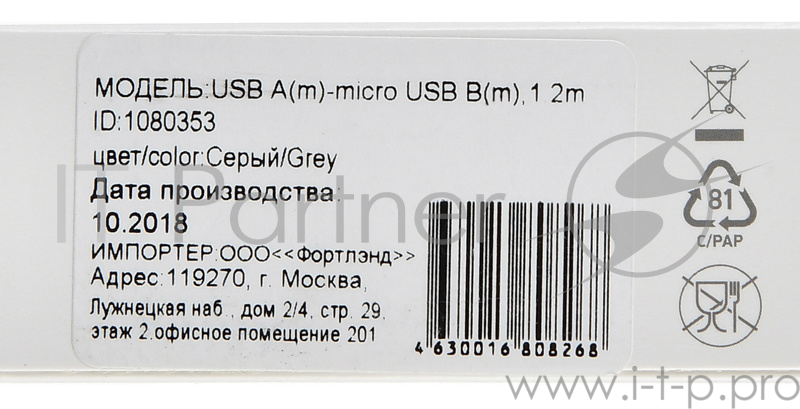 МОДЕЛЬ:USB A(m)-micro USB B(m),1 2m
ID:1080353
цвет/color:Серый/Grey
Дата производства:
10.2018
ИМПОРТЕР:ООО<<Фортлэнд>>
Адрес:119270, г. Москва,
Лужнецкая наб., дом 2/4, стр. 29,
этаж 2.офисное помещение 201
4 630016 808268
81
C/PAP
IT Partner
www.i-t-p.pro